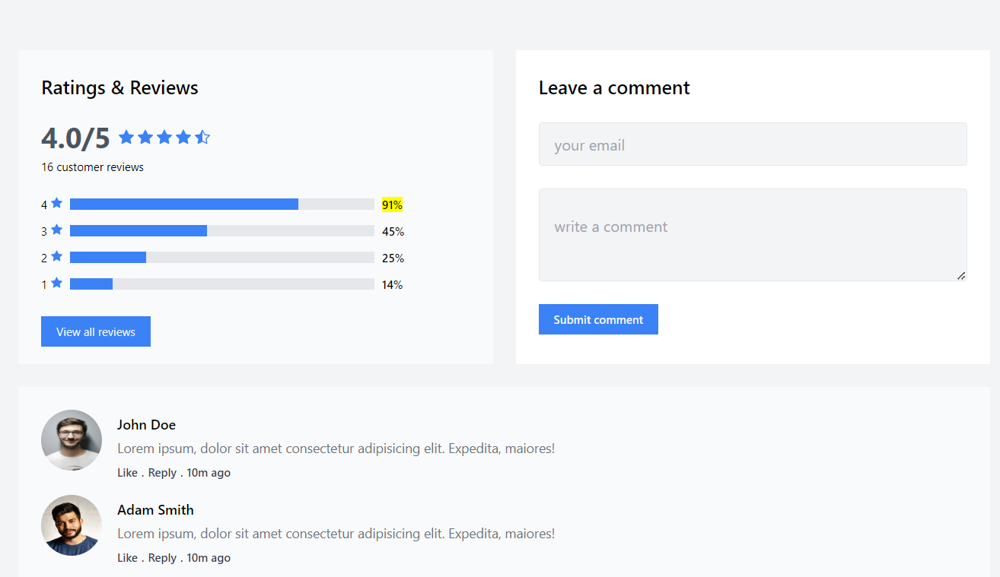 Ratings & Reviews
4.0/5
16 customer reviews
4 91%
3 45%
2 25%
1 14%
View all reviews
Leave a comment
your email
write a comment
Submit comment
John Doe
Lorem ipsum, dolor sit amet consectetur adipisicing elit. Expedita, maiores!
Like . Reply . 10m ago
Adam Smith
Lorem ipsum, dolor sit amet consectetur adipisicing elit. Expedita, maiores!
Like . Reply . 10m ago